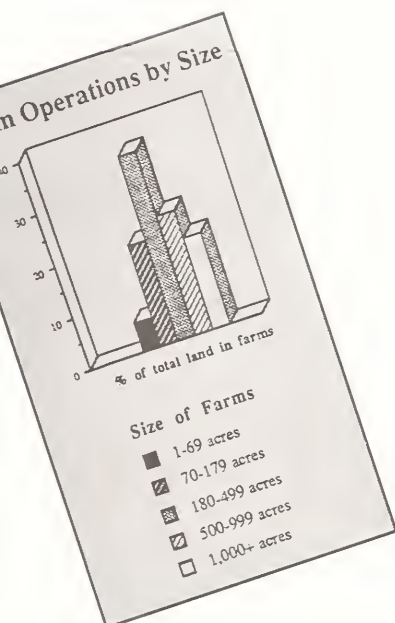 Operations by Size
30
20
10
0
% of total land in farms
Size of Farms
1-69 acres
70-179 acres
180-499 acres
500-999 acres
1,000+ acres